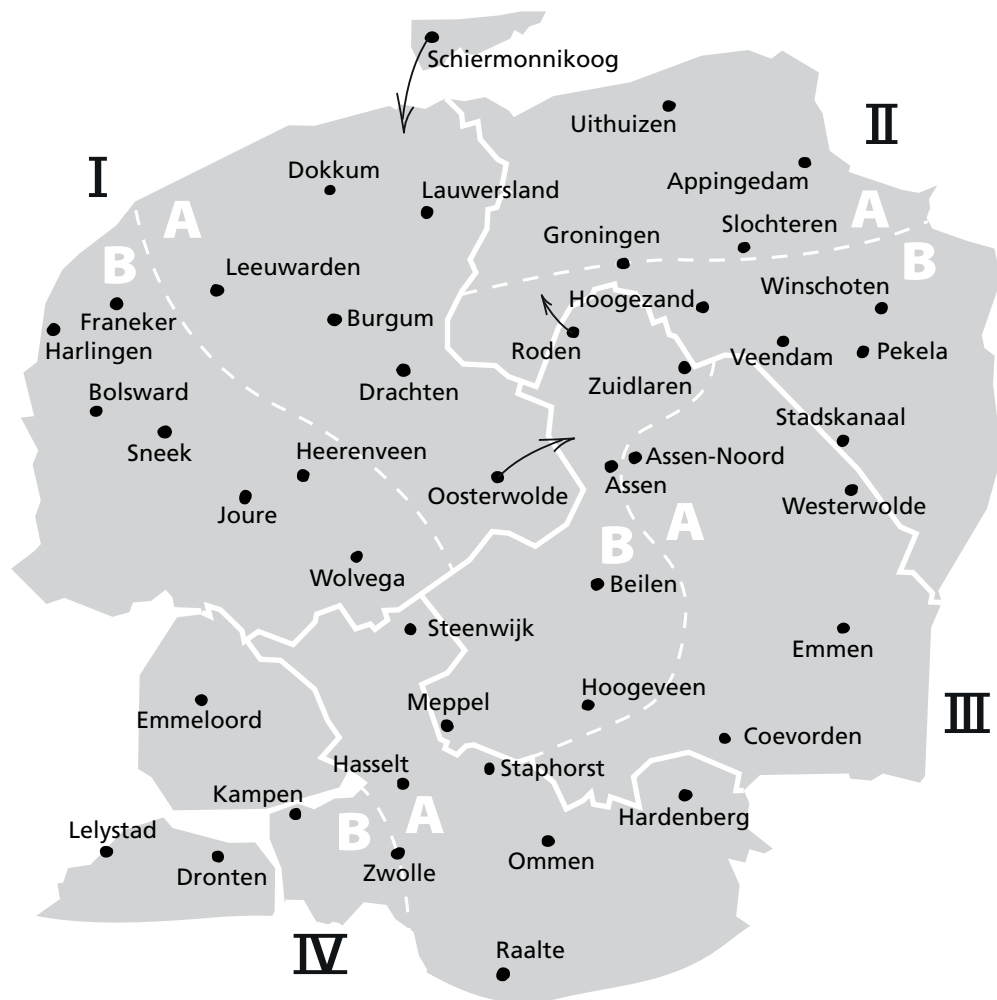 Schiermonnikoog
Uithuizen
II
I
Dokkum
Appingedam
Lauwersland
A
A
Slochteren
Groningen
B
B
Leeuwarden
Winschoten
Hoogezand
Franeker
Burgum
Harlingen
Roden
Veendam
Pekela
Zuidlaren
Bolsward
Drachten
Stadskanaal
Sneek
Heerenveen
Assen-Noord
Assen
Oosterwolde
Westerwolde
Joure
A
B
Wolvega
Beilen
Steenwijk
Emmen
Hoogeveen
Meppel
III
Emmeloord
Coevorden
Hasselt
Staphorst
Kampen
A
Hardenberg
B
Lelystad
Ommen
Dronten
Zwolle
IV
Raalte